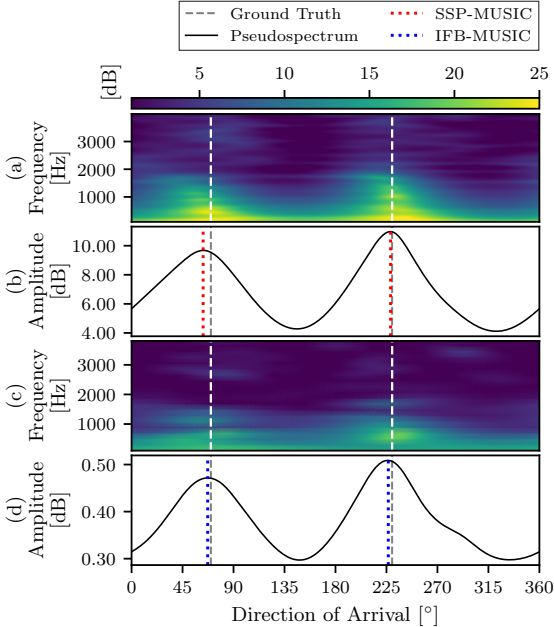 Ground Truth
SSP-MUSIC
Pseudospectrum
IFB-MUSIC
[dB]
5
10
15
20
25
(a)
Frequency
[Hz]
3000
2000
1000
(b)
Amplitude
[dB]
10.00
8.00
6.00
4.00
(c)
Frequency
[Hz]
3000
2000
1000
(d)
Amplitude
[dB]
0.50
0.40
0.30
0
45
90
135
180
225
270
315
360
Direction of Arrival [°]